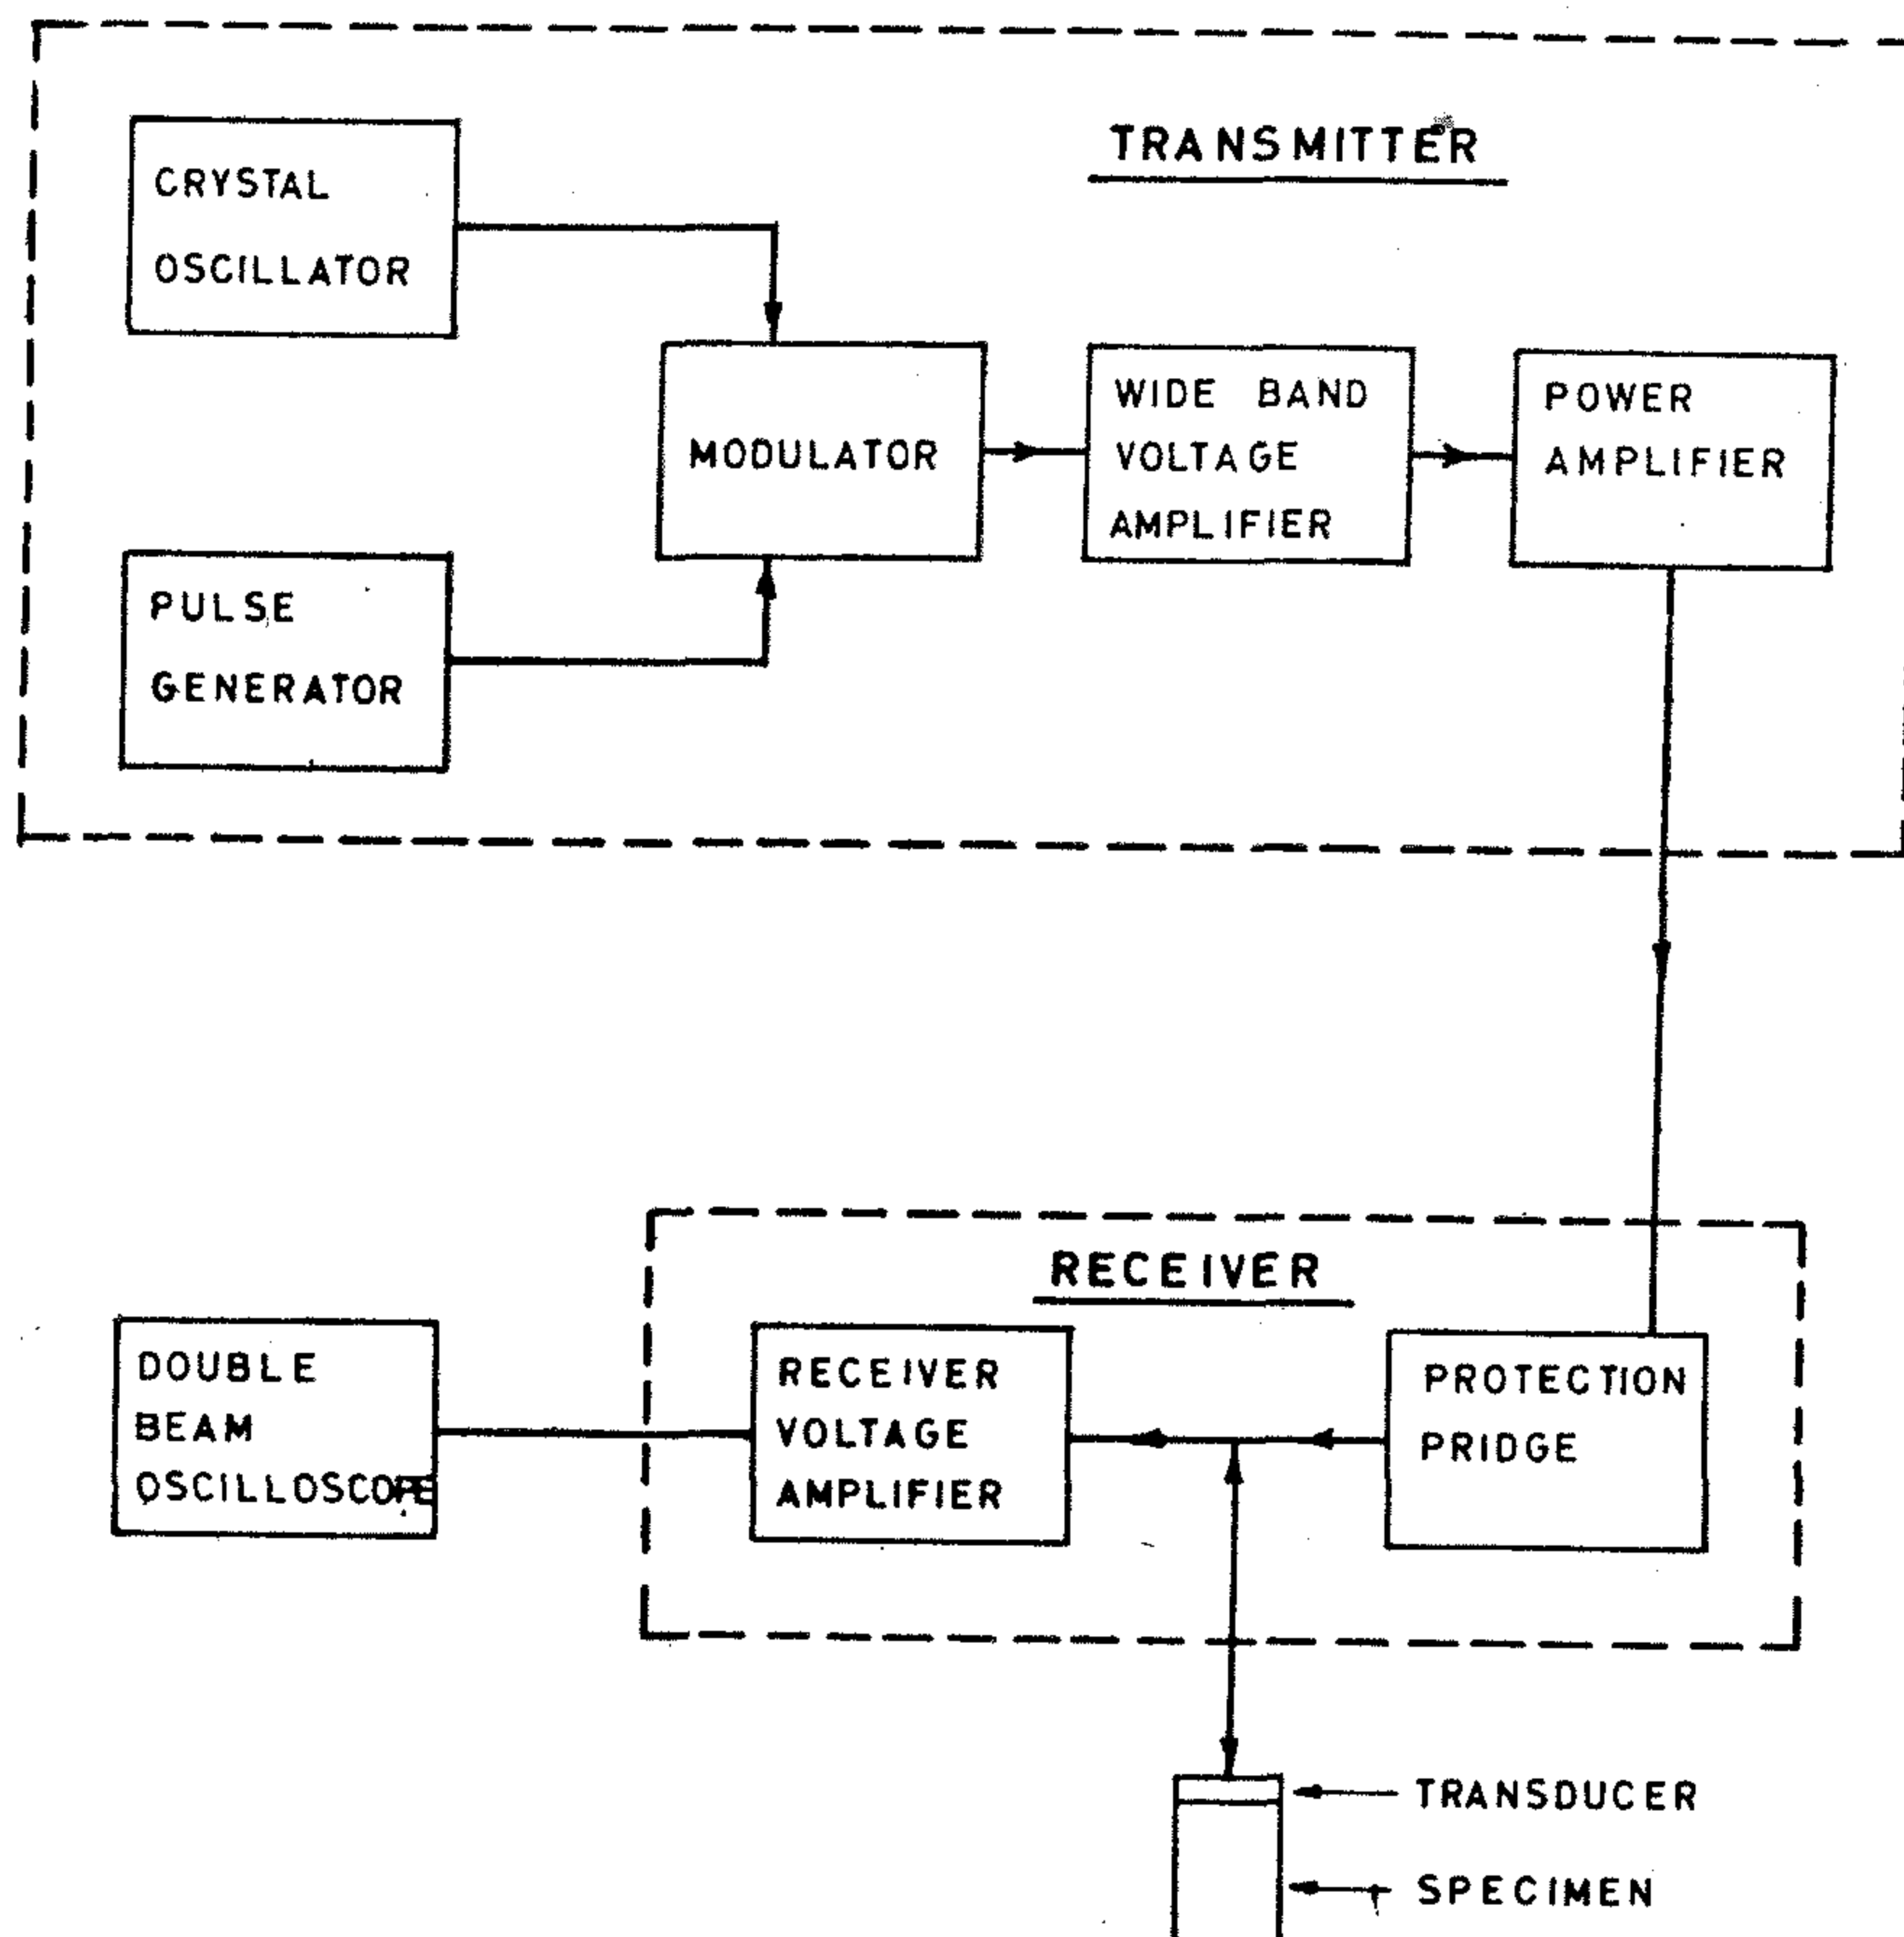 TRANSMITTER
CRYSTAL
OSCILLATOR
MODULATOR
WIDE BAND
VOLTAGE
AMPLIFIER
POWER
AMPLIFIER
PULSE
GENERATOR
RECEIVER
DOUBLE
BEAM
OSCILLOSCOPE
RECEIVER
VOLTAGE
AMPLIFIER
PROTECTION
PRIDGE
TRANSDUCER
SPECIMEN